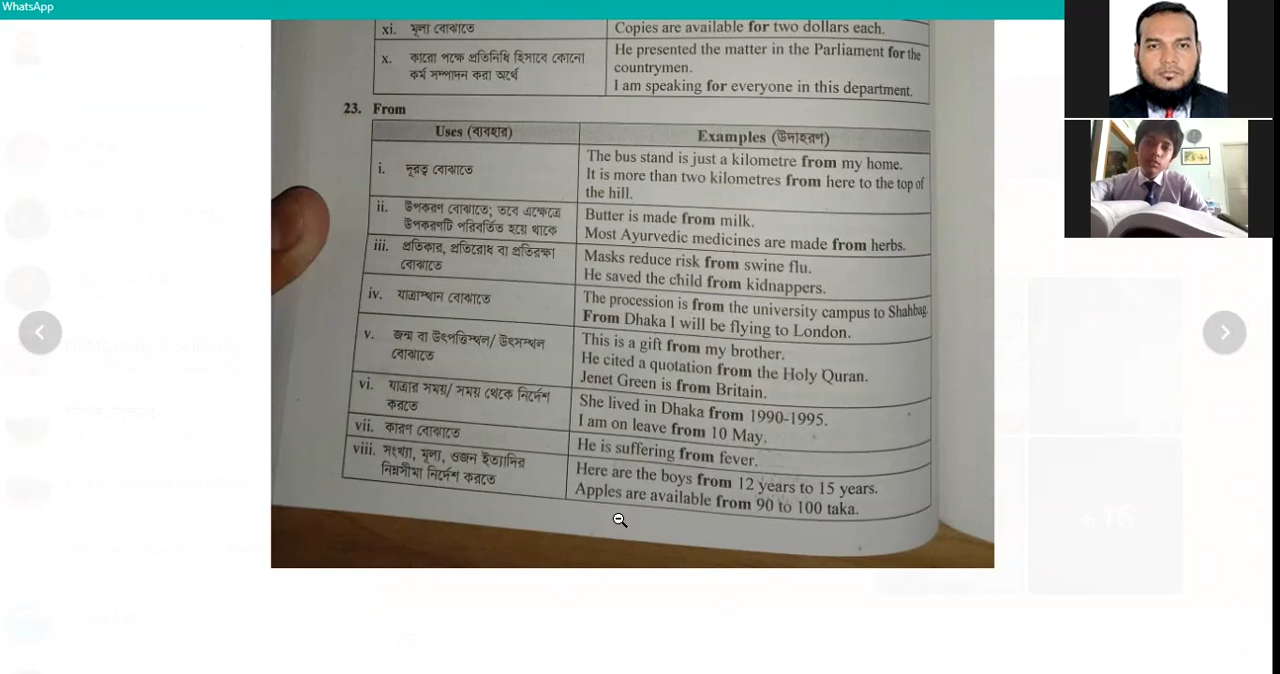 WhatsApp
xi. মূল্য বোঝাতে
Copies are available for two dollars each.
x. কারো পক্ষে প্রতিনিধি হিসাবে কোনো
কর্ম সম্পাদন করা অর্থে
He presented the matter in the Parliament for the
countrymen.
I am speaking for everyone in this department.
23. From
Uses (ব্যবহার)
Examples (উদাহরণ)
i. দূরত্ব বোঝাতে
The bus stand is just a kilometre from my home.
It is more than two kilometres from here to the top of
the hill.
ii. উপকরণ বোঝাতে; তবে এক্ষেত্রে
উপকরণটি পরিবর্তিত হয়ে থাকে
Butter is made from milk.
Most Ayurvedic medicines are made from herbs.
iii. প্রতিকার, প্রতিরোধ বা প্রতিরক্ষা
বোঝাতে
Masks reduce risk from swine flu.
He saved the child from kidnappers.
iv. যাত্রাস্থান বোঝাতে
The procession is from the university campus to Shahbag.
From Dhaka I will be flying to London.
v. জন্ম বা উৎপত্তিস্থল/ উৎসস্থল
বোঝাতে
This is a gift from my brother.
He cited a quotation from the Holy Quran.
Jenet Green is from Britain.
vi. যাত্রার সময়/ সময় থেকে নির্দেশ
করতে
She lived in Dhaka from 1990-1995.
I am on leave from 10 May.
vii. কারণ বোঝাতে
He is suffering from fever.
viii. সংখ্যা, মূল্য, ওজন ইত্যাদির
নিম্নসীমা নির্দেশ করতে
Here are the boys from 12 years to 15 years.
Apples are available from 90 to 100 taka.
+16